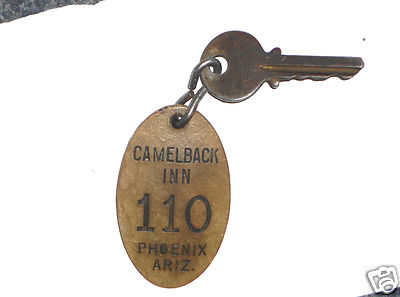 CAMELBACK
INN
110
PHOENIX
ARIZ.